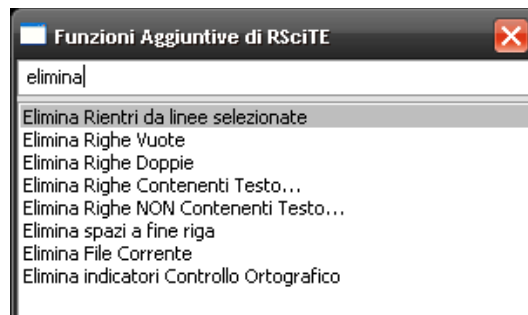 Funzioni Aggiuntive di RSciTE
elimina
Elimina Rientri da linee selezionate
Elimina Righe Vuote
Elimina Righe Doppie
Elimina Righe Contenenti Testo...
Elimina Righe NON Contenenti Testo...
Elimina spazi a fine riga
Elimina File Corrente
Elimina indicatori Controllo Ortografico